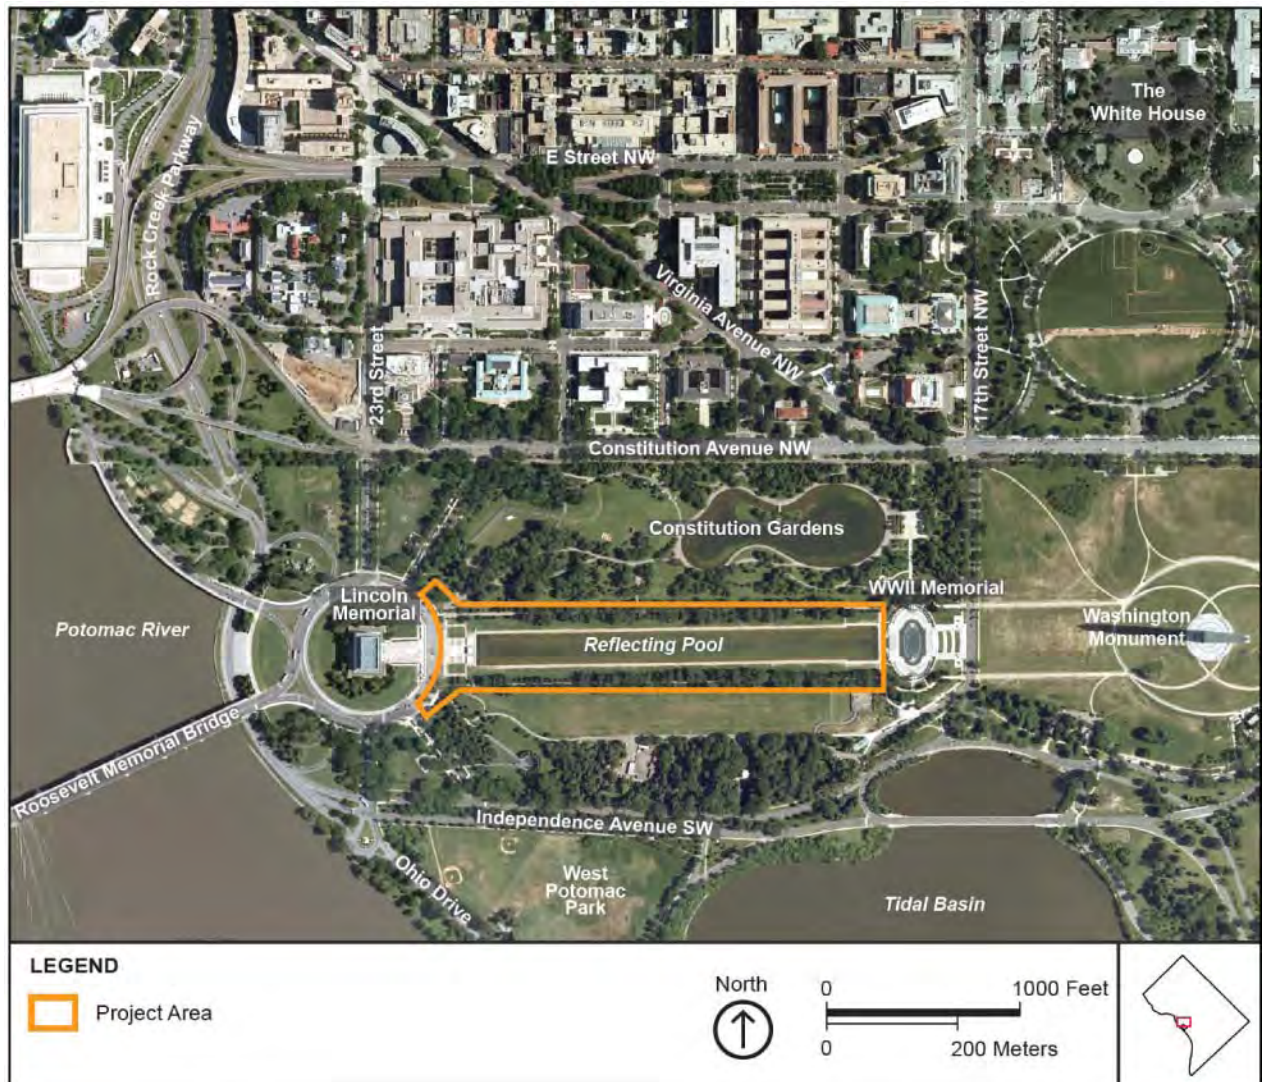 The
White House
E Street NW
Rock Creek Parkway
Virginia Avenue NW
23rd Street
17th Street NW
Constitution Avenue NW
Constitution Gardens
WWII Memorial
Lincoln
Memorial
Washington
Monument
Potomac River
Reflecting Pool
Roosevelt Memorial Bridge
Independence Avenue SW
Ohio Drive
West
Potomac
Park
Tidal Basin
LEGEND
Project Area
North
0
1000 Feet
0
200 Meters